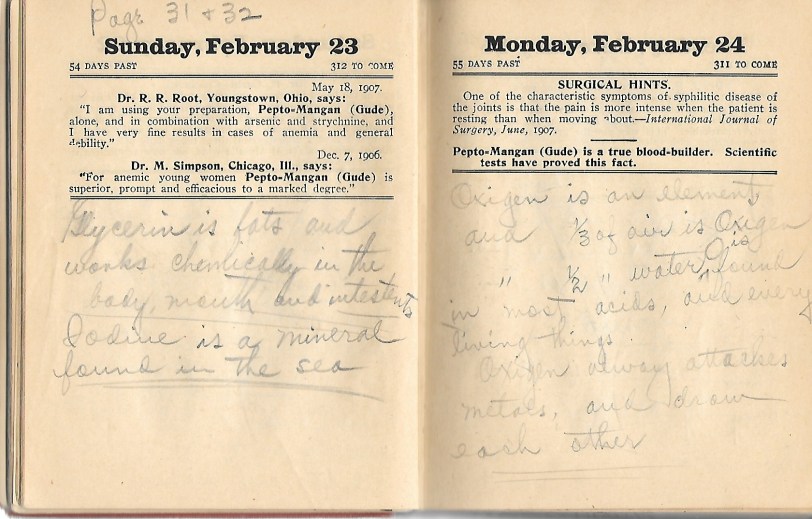 Page 31 + 32
Sunday, February 23
54 DAYS PAST 312 TO COME
May 18, 1907.
Dr. R. R. Root, Youngstown, Ohio, says:
"I am using your preparation, Pepto-Mangan (Gude),
alone, and in combination with arsenic and strychnine, and
I have very fine results in cases of anemia and general
debility."
Dec. 7, 1906.
Dr. M. Simpson, Chicago, Ill., says:
"For anemic young women Pepto-Mangan (Gude) is
superior, prompt and efficacious to a marked degree."
Glycerin is fats and
works chemically in the
body, mouth and intestents
Iodine is a mineral
found in the sea
Monday, February 24
55 DAYS PAST 311 TO COME
SURGICAL HINTS.
One of the characteristic symptoms of syphilitic disease of
the joints is that the pain is more intense when the patient is
resting than when moving about.—International Journal of
Surgery, June, 1907.
Pepto-Mangan (Gude) is a true blood-builder. Scientific
tests have proved this fact.
Oxigen is an element
and 1/3 of air is Oxigen
" 1/2 " water, is found
in most acids, and every
living things.
Oxigen alway attackes
metals, and draw
each other